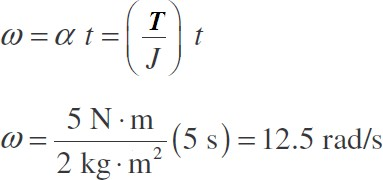 ω = α t = (T/J) t
ω = 5 N·m / 2 kg·m² (5 s) = 12.5 rad/s